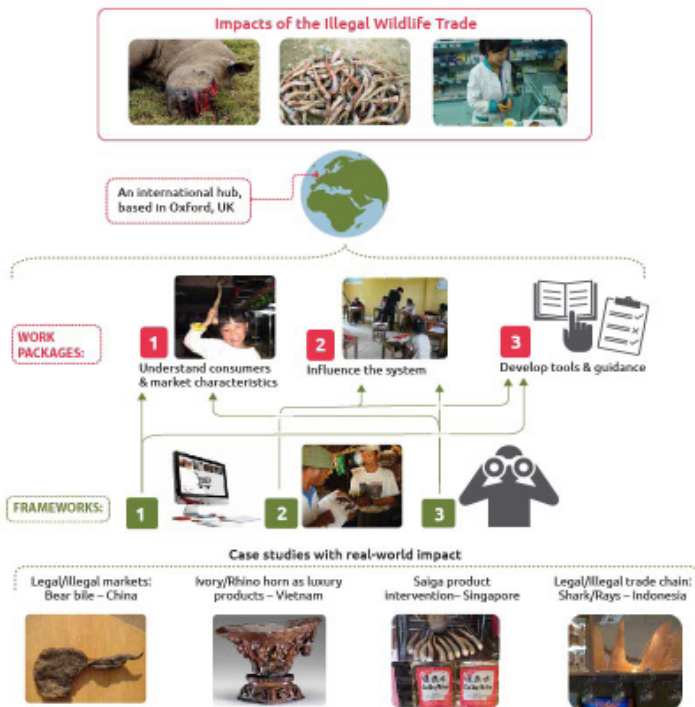 Impacts of the Illegal Wildlife Trade
An international hub,
based in Oxford, UK
WORK
PACKAGES:
1
Understand consumers
& market characteristics
2
Influence the system
3
Develop tools & guidance
FRAMEWORKS:
1
2
3
Case studies with real-world impact
Legal/Illegal markets:
Bear bile – China
Ivory/Rhino horn as luxury
products – Vietnam
Saiga product
intervention– Singapore
Legal/Illegal trade chain:
Shark/Rays – Indonesia